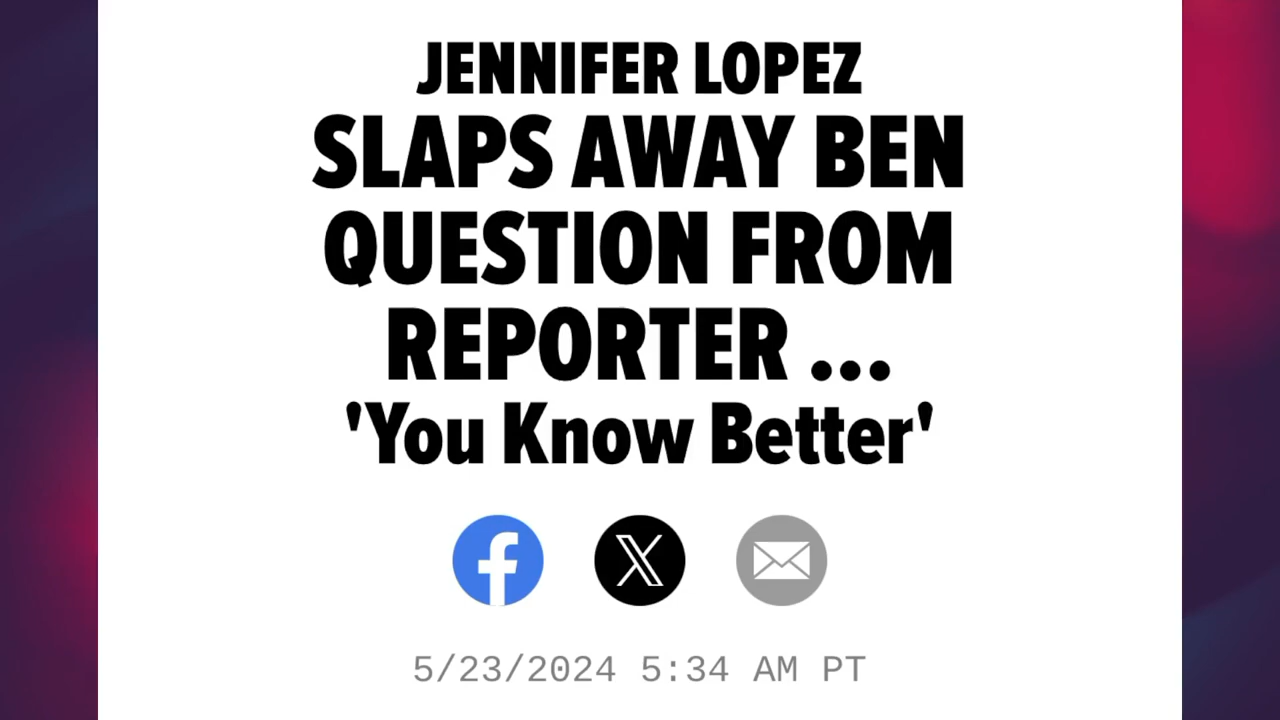 JENNIFER LOPEZ
SLAPS AWAY BEN
QUESTION FROM
REPORTER ...
'You Know Better'
5/23/2024 5:34 AM PT